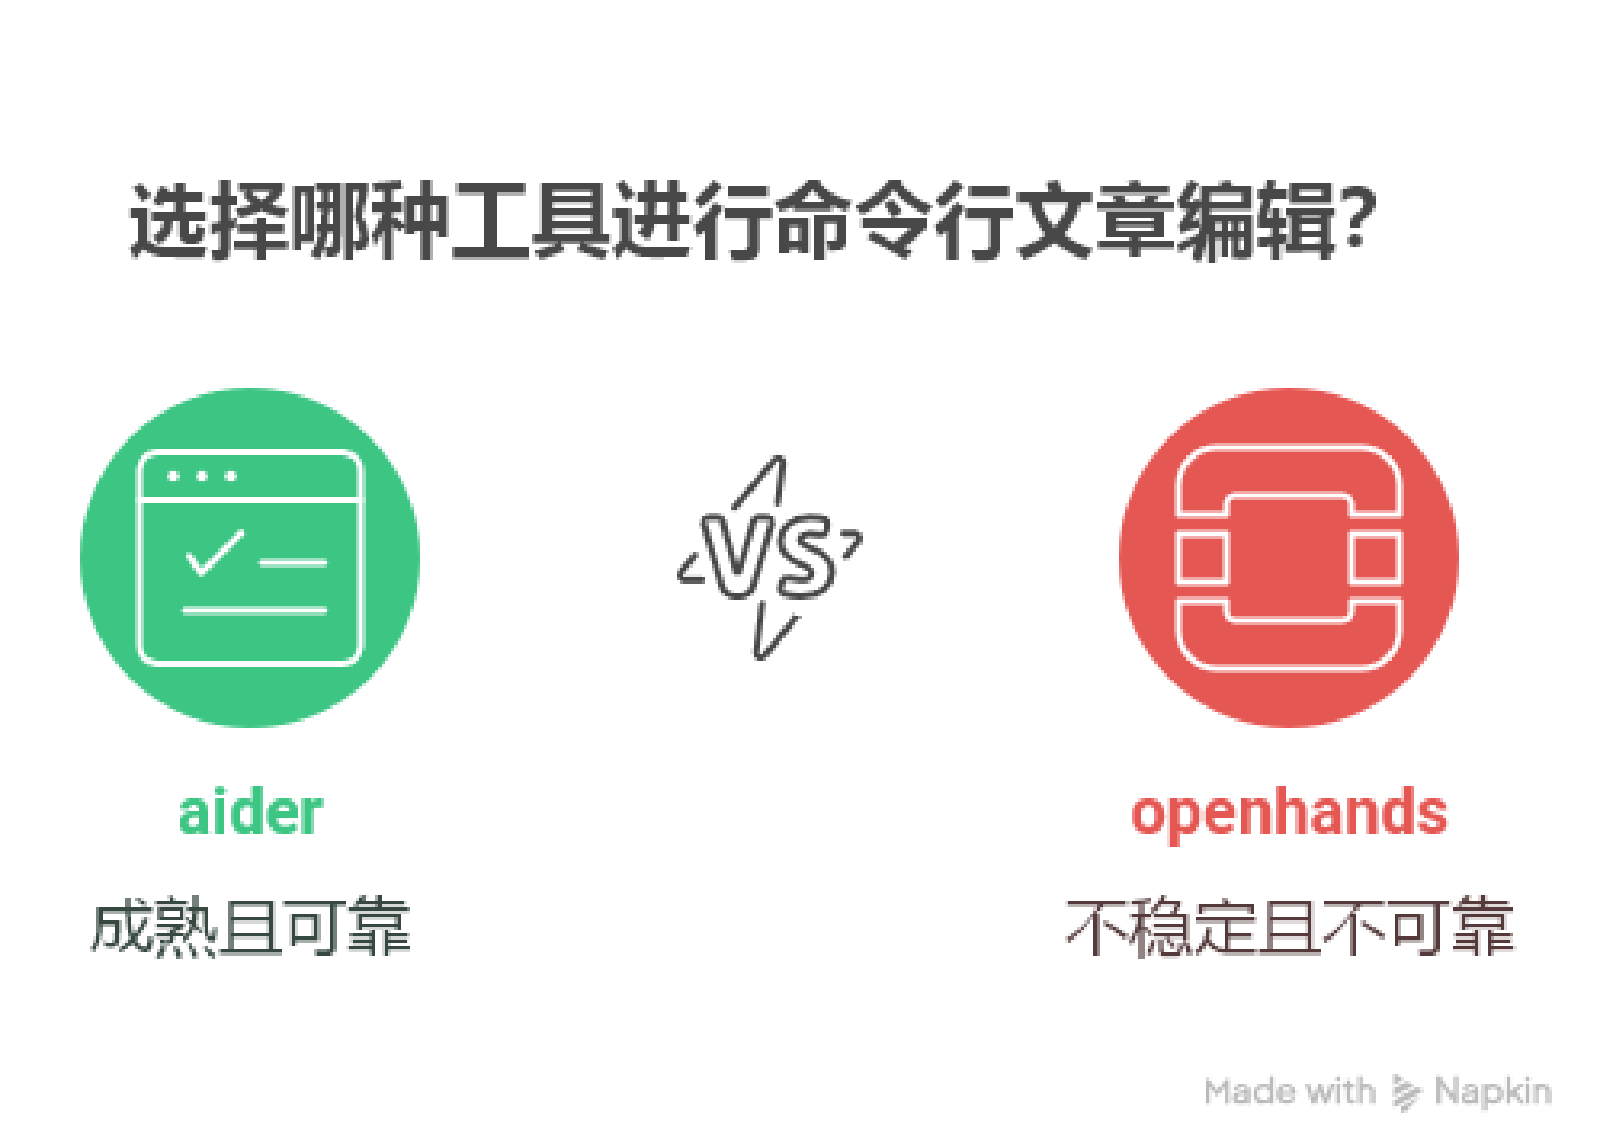 选择哪种工具进行命令行文章编辑？
VS
aider
openhands
成熟且可靠
不稳定且不可靠
Made with Napkin